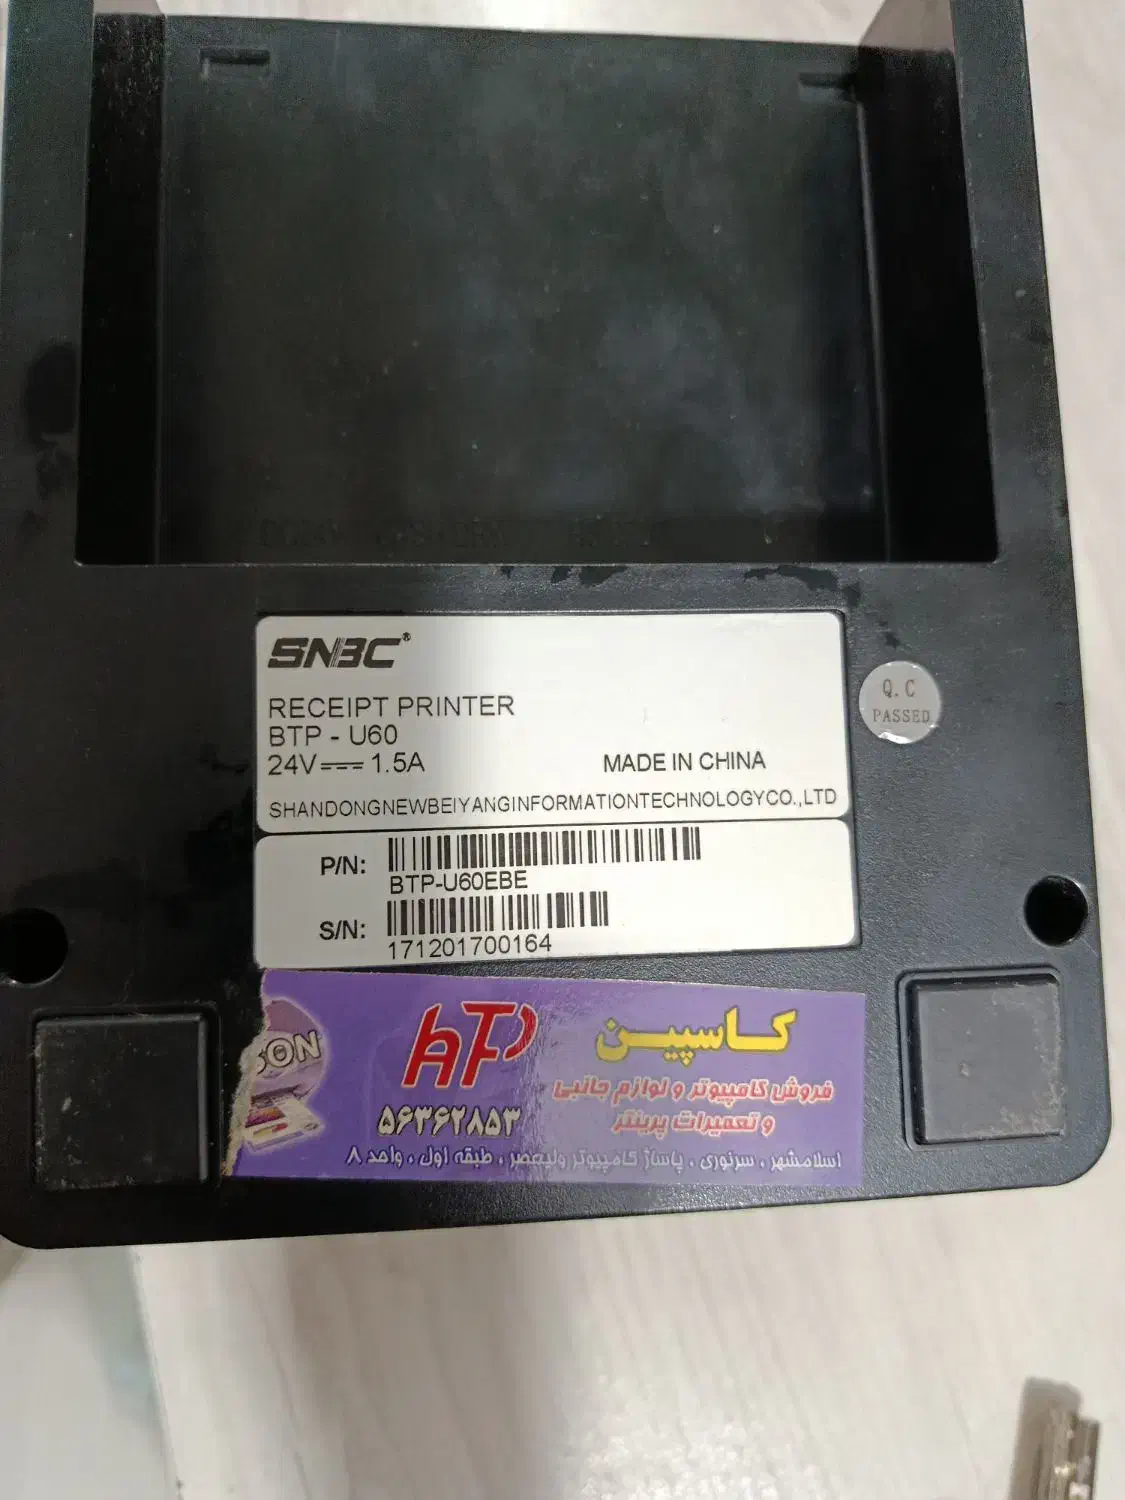 SNBC®
RECEIPT PRINTER
BTP - U60
24V⎓1.5A
MADE IN CHINA
SHANDONGNEWBEIYANGINFORMATIONTECHNOLOGYCO.,LTD
Q.C
PASSED
P/N:
BTP-U60EBE
S/N:
171201700164
SON
کاسپین
فروش کامپیوتر و لوازم جانبی
و تعمیرات پرینتر
۵۶۳۶۲۸۵۳
اسلامشهر ، سرنوری ، پاساژ کامپیوتر ولیعصر ، طبقه اول ، واحد ۸